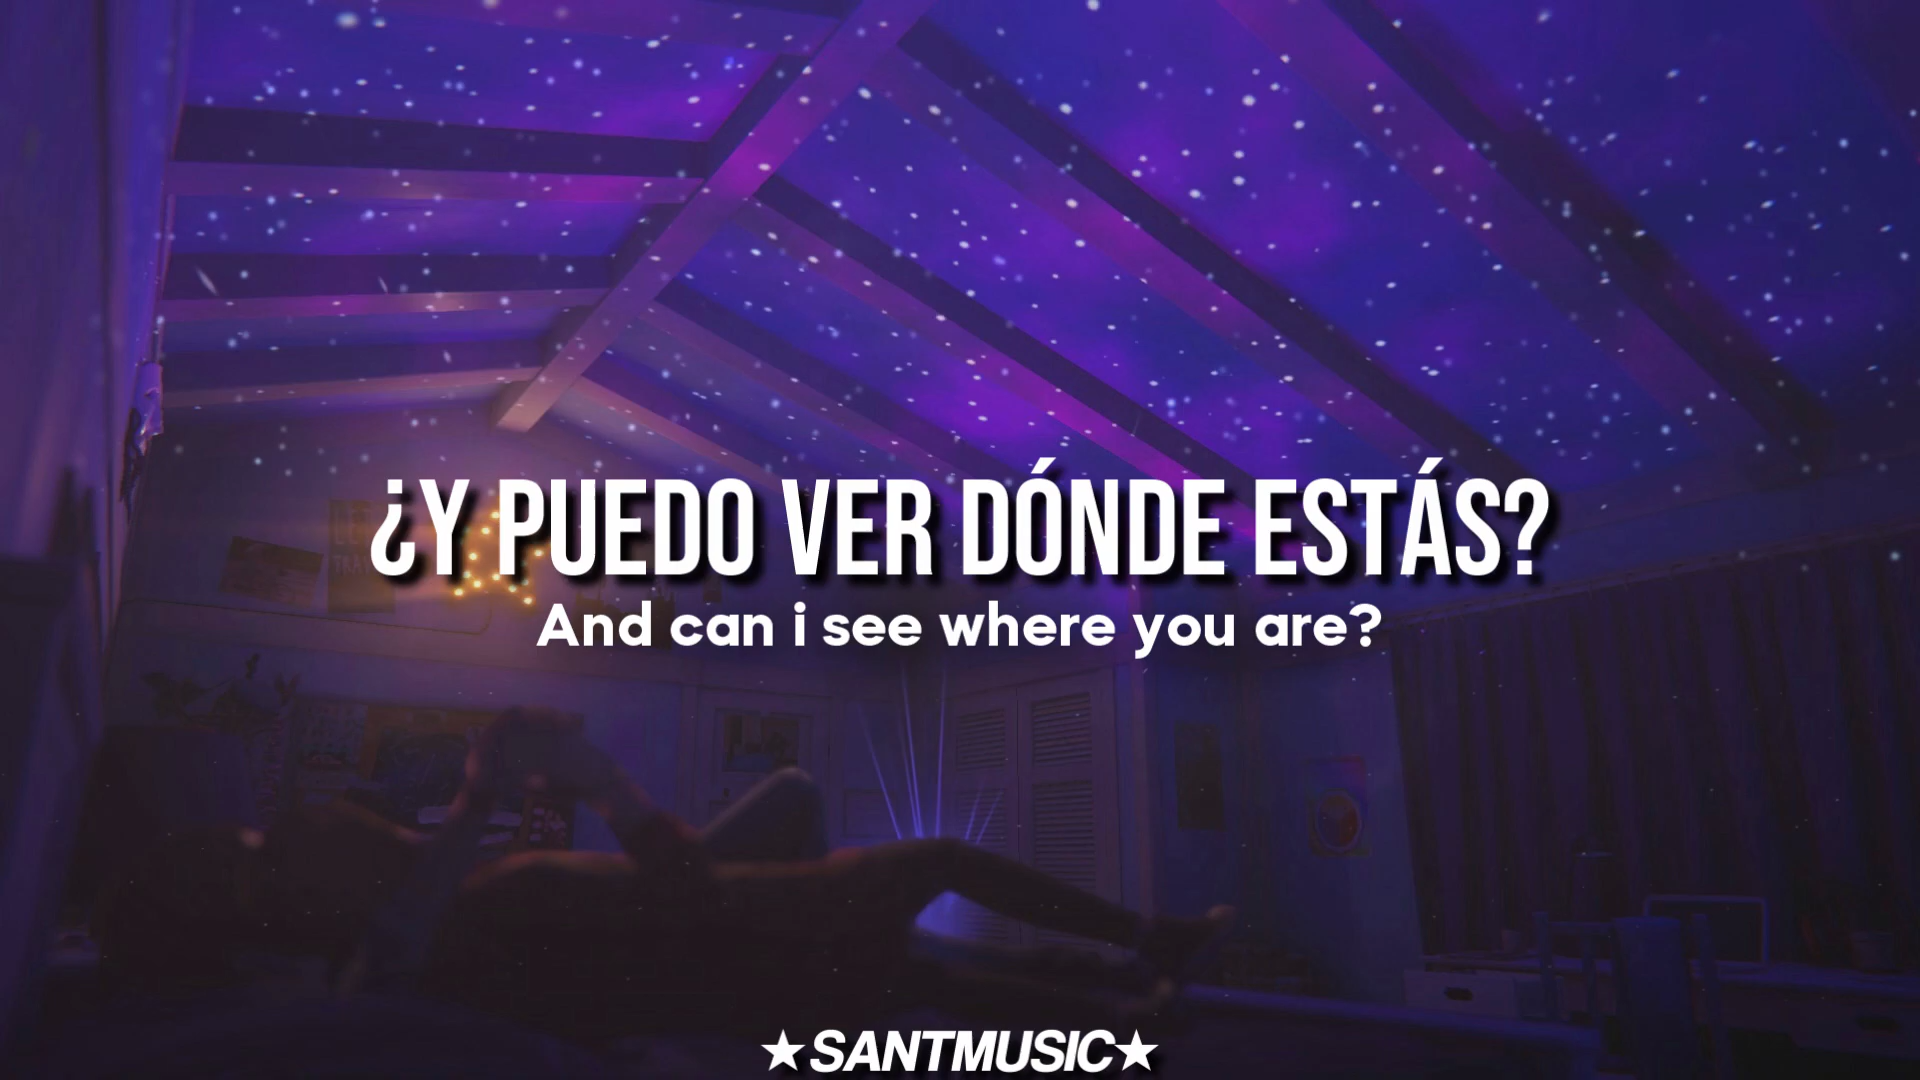 ¿Y PUEDO VER DÓNDE ESTÁS?
And can i see where you are?
★SANTMUSIC★